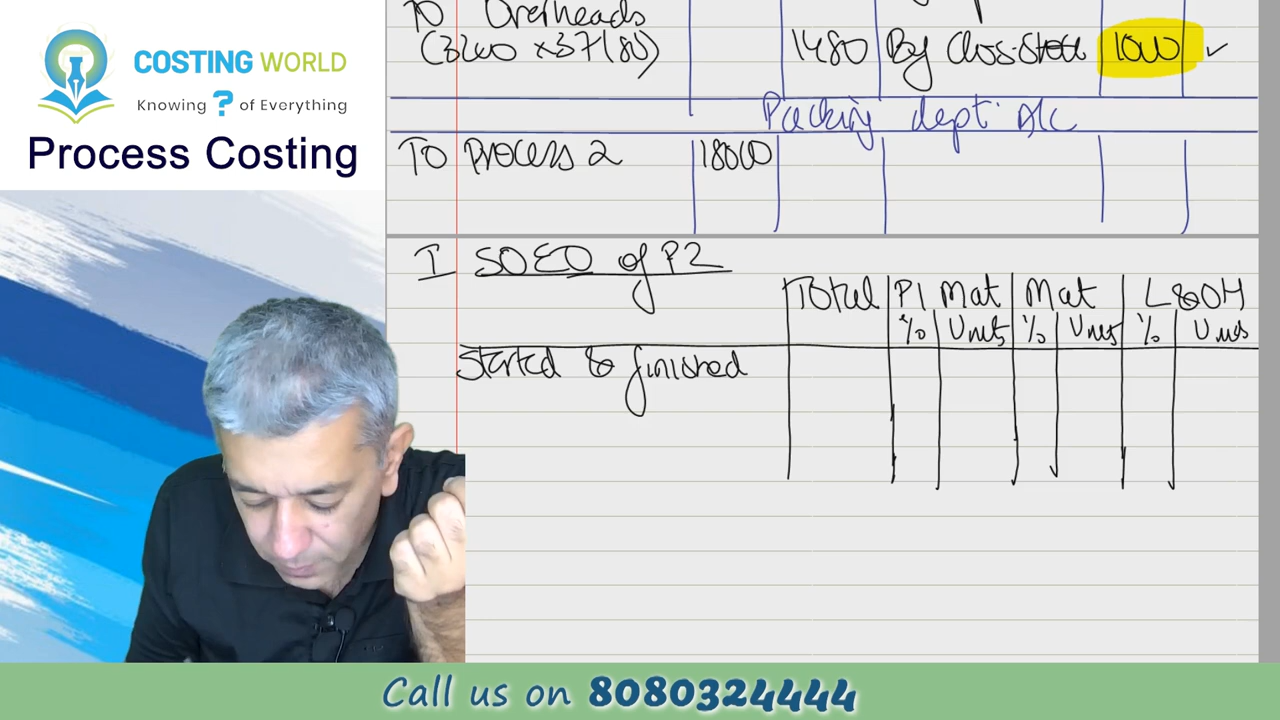 COSTING WORLD
Knowing ? of Everything
Process Costing
To Overheads
(3200 × 37/80) 1480 By Clos. Stock 1000 ✓
Packing dept. A/c
To Process 2 18000
I SOEP of P2
Total P1 Mat Mat L&OH
% Units % Units % Units
Started & finished
Call us on 8080324444